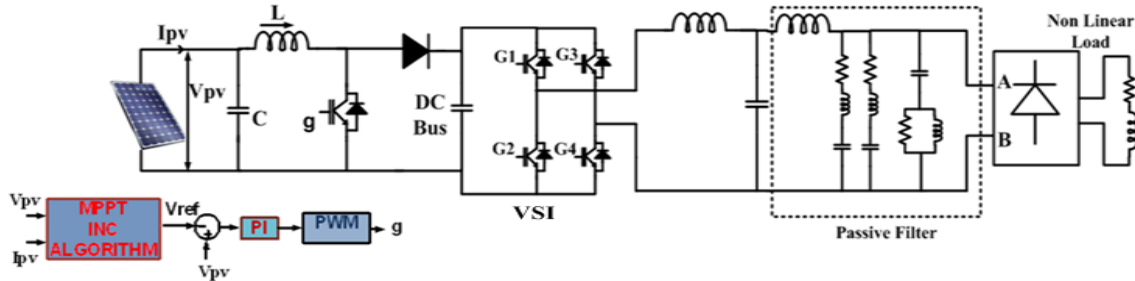 Ipv
L
Vpv
C
g
DC
Bus
G1
G3
G2
G4
VSI
A
B
Non Linear
Load
Passive Filter
Vpv
Ipv
MPPT
INC
ALGORITHM
Vref
-
+
Vpv
PI
PWM
g